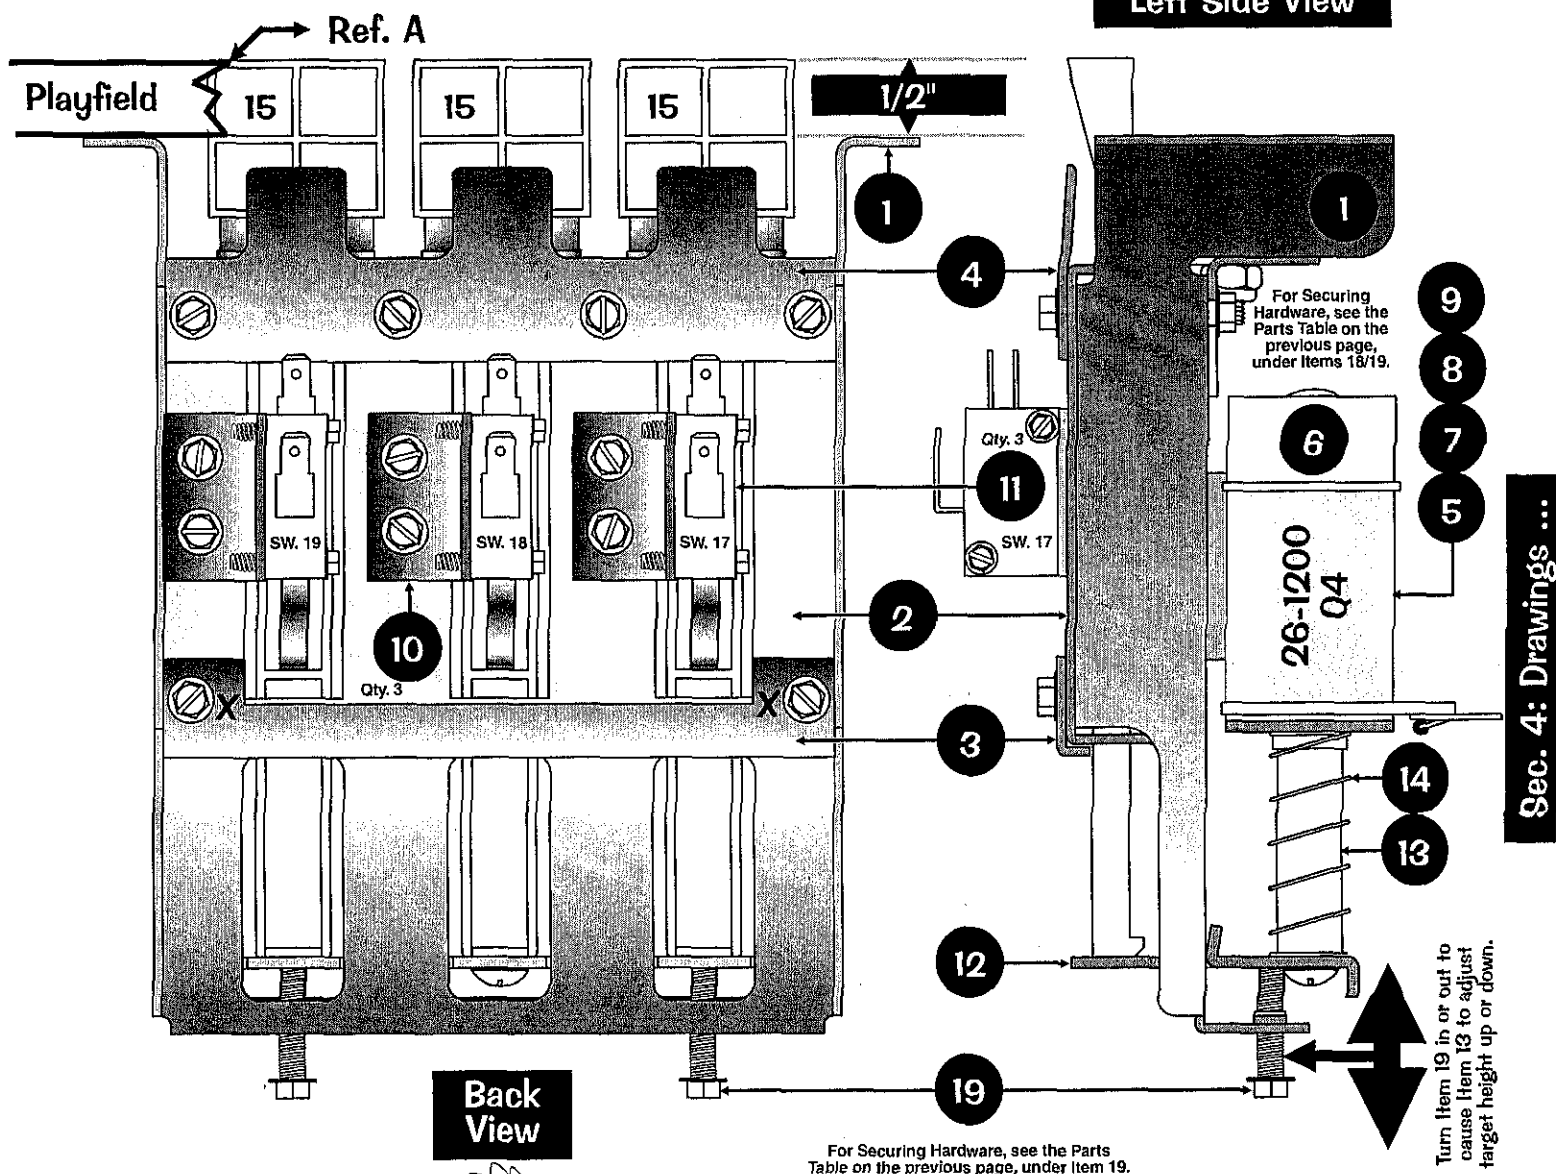 Left Side View
Ref. A
Playfield
15
15
15
1/2"
1
1
4
For Securing
Hardware, see the
Parts Table on the
previous page,
under Items 18/19.
9
8
7
5
6
Qty. 3
11
SW. 17
SW. 19
SW. 18
SW. 17
26-1200
Q4
2
10
Qty. 3
X
X
3
14
13
12
19
Turn Item 19 in or out to
cause Item 13 to adjust
target height up or down.
Back
View
For Securing Hardware, see the Parts
Table on the previous page, under Item 19.
Sec. 4: Drawings ...